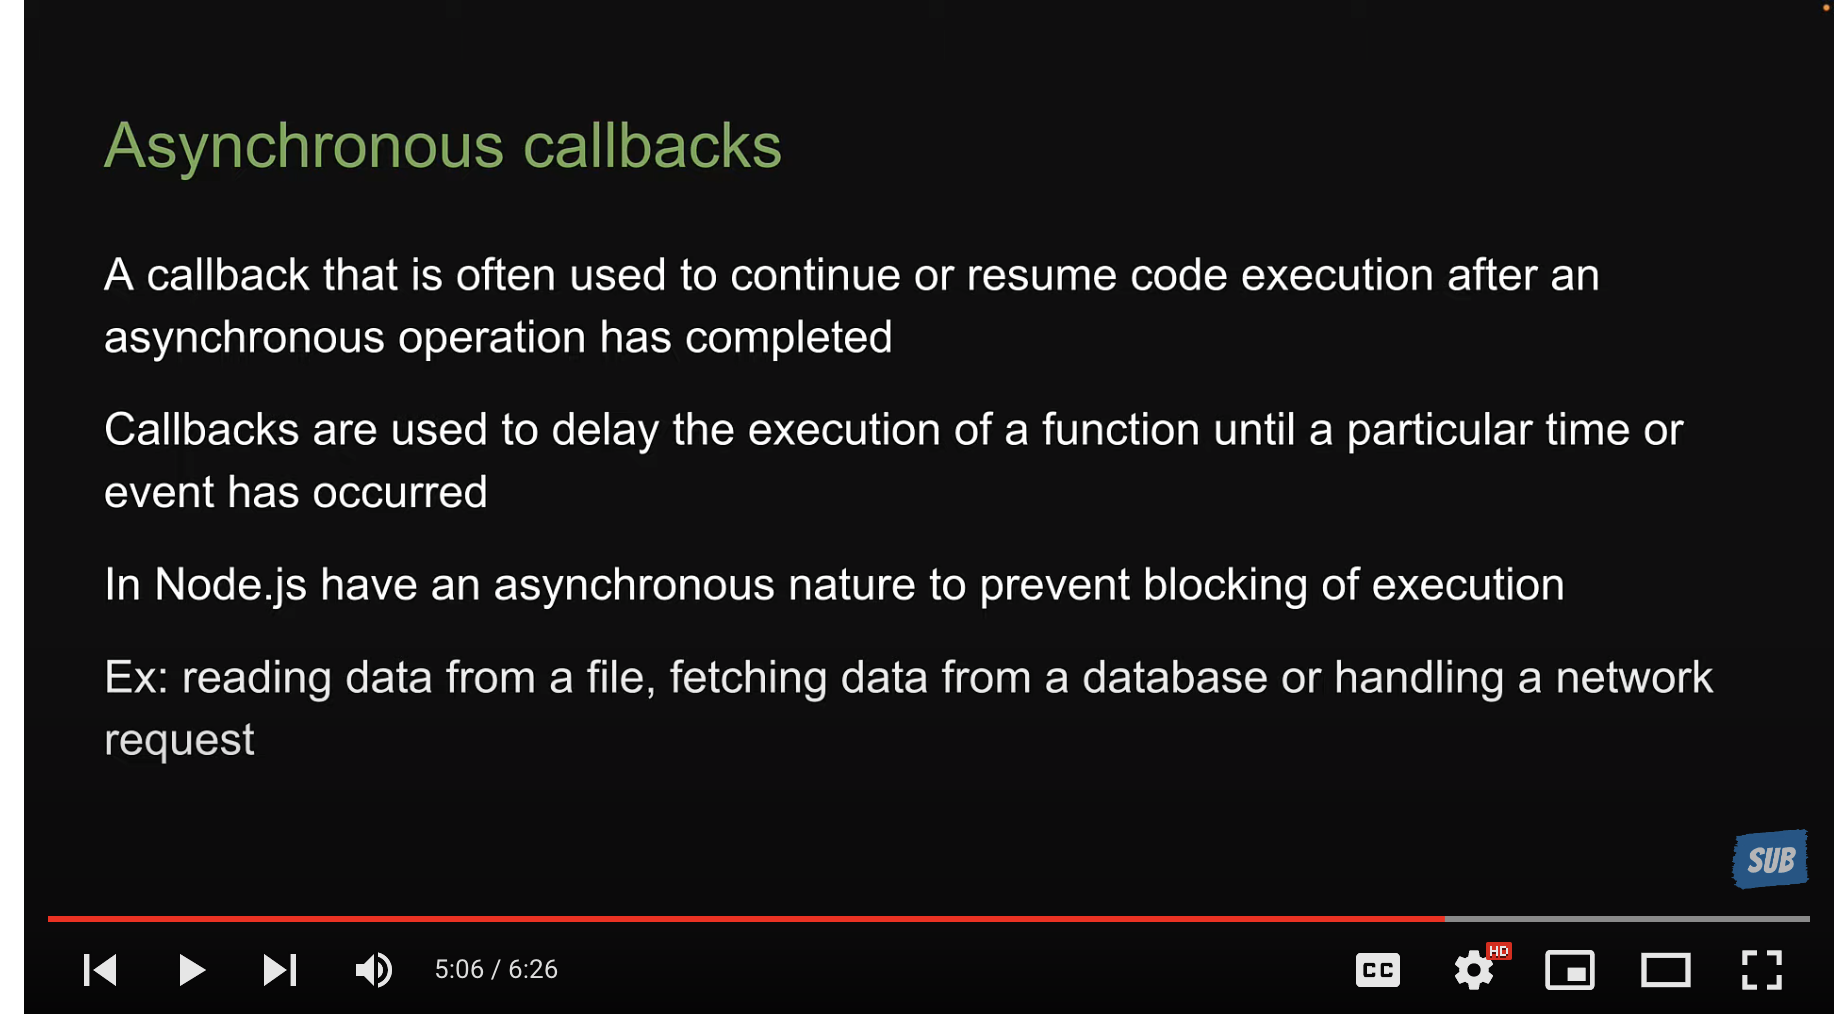 Asynchronous callbacks
A callback that is often used to continue or resume code execution after an
asynchronous operation has completed
Callbacks are used to delay the execution of a function until a particular time or
event has occurred
In Node.js have an asynchronous nature to prevent blocking of execution
Ex: reading data from a file, fetching data from a database or handling a network
request
SUB
5:06 / 6:26
CC
HD